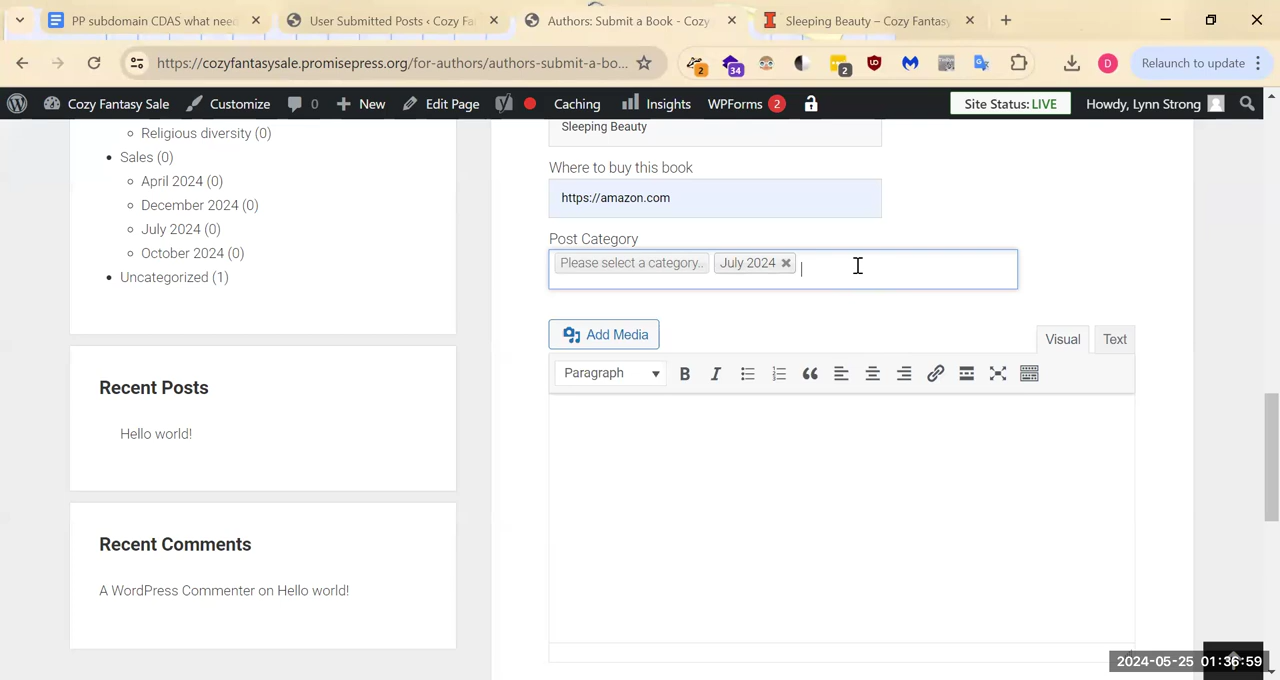 PP subdomain CDAS what need
User Submitted Posts ‹ Cozy Fa
Authors: Submit a Book - Cozy
Sleeping Beauty – Cozy Fantasy
https://cozyfantasysale.promisepress.org/for-authors/authors-submit-a-bo...
2
34
2
D
Relaunch to update
Cozy Fantasy Sale
Customize
0
New
Edit Page
Caching
Insights
WPForms 2
Site Status: LIVE
Howdy, Lynn Strong
Religious diversity (0)
Sales (0)
April 2024 (0)
December 2024 (0)
July 2024 (0)
October 2024 (0)
Uncategorized (1)
Recent Posts
Hello world!
Recent Comments
A WordPress Commenter on Hello world!
Sleeping Beauty
Where to buy this book
https://amazon.com
Post Category
Please select a category..
July 2024
Add Media
Visual
Text
Paragraph
B I
2024-05-25 01:36:59